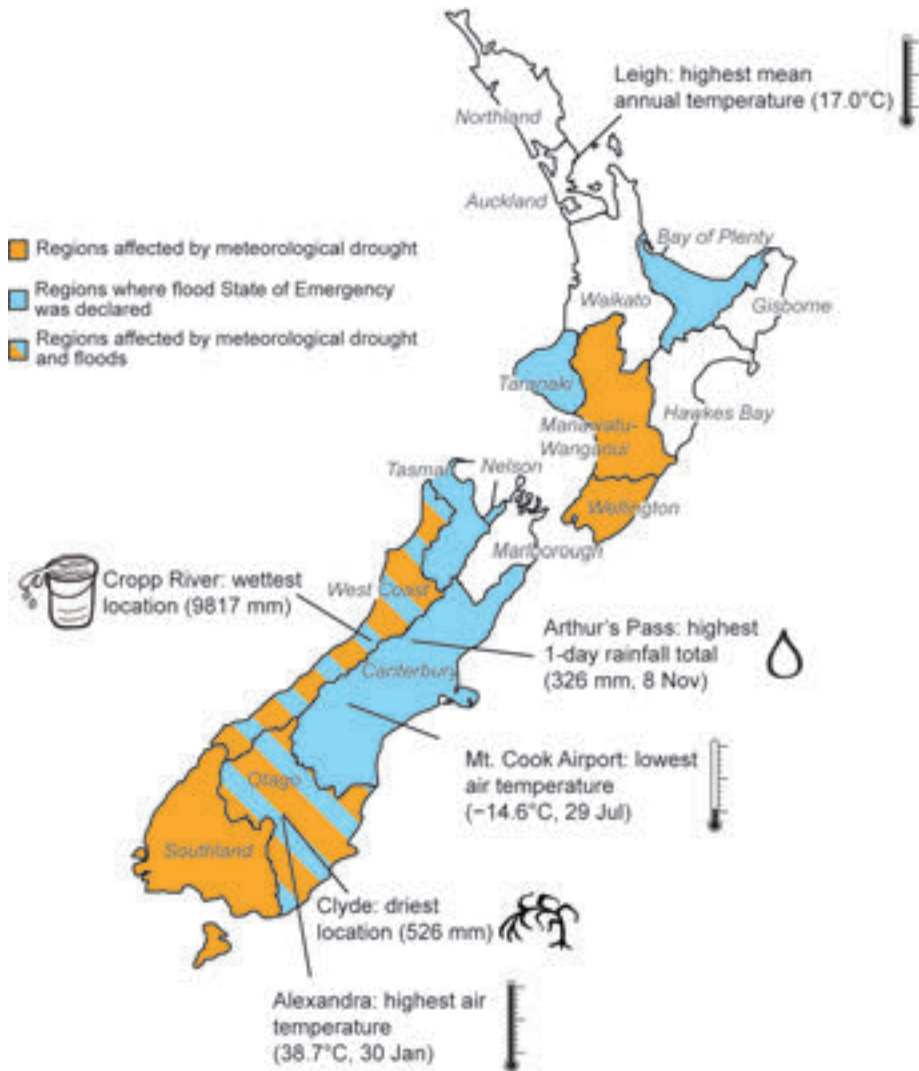 Leigh: highest mean
annual temperature (17.0°C)
Northland
Auckland
Regions affected by meteorological drought
Bay of Plenty
Regions where flood State of Emergency
was declared
Waikato
Gisborne
Regions affected by meteorological drought
and floods
Taranaki
Hawkes Bay
Manawatu-
Wanganui
Tasman
Nelson
Wellington
Marlborough
Cropp River: wettest
location (9817 mm)
West Coast
Arthur's Pass: highest
1-day rainfall total
(326 mm, 8 Nov)
Canterbury
Mt. Cook Airport: lowest
air temperature
(−14.6°C, 29 Jul)
Otago
Southland
Clyde: driest
location (526 mm)
Alexandra: highest air
temperature
(38.7°C, 30 Jan)